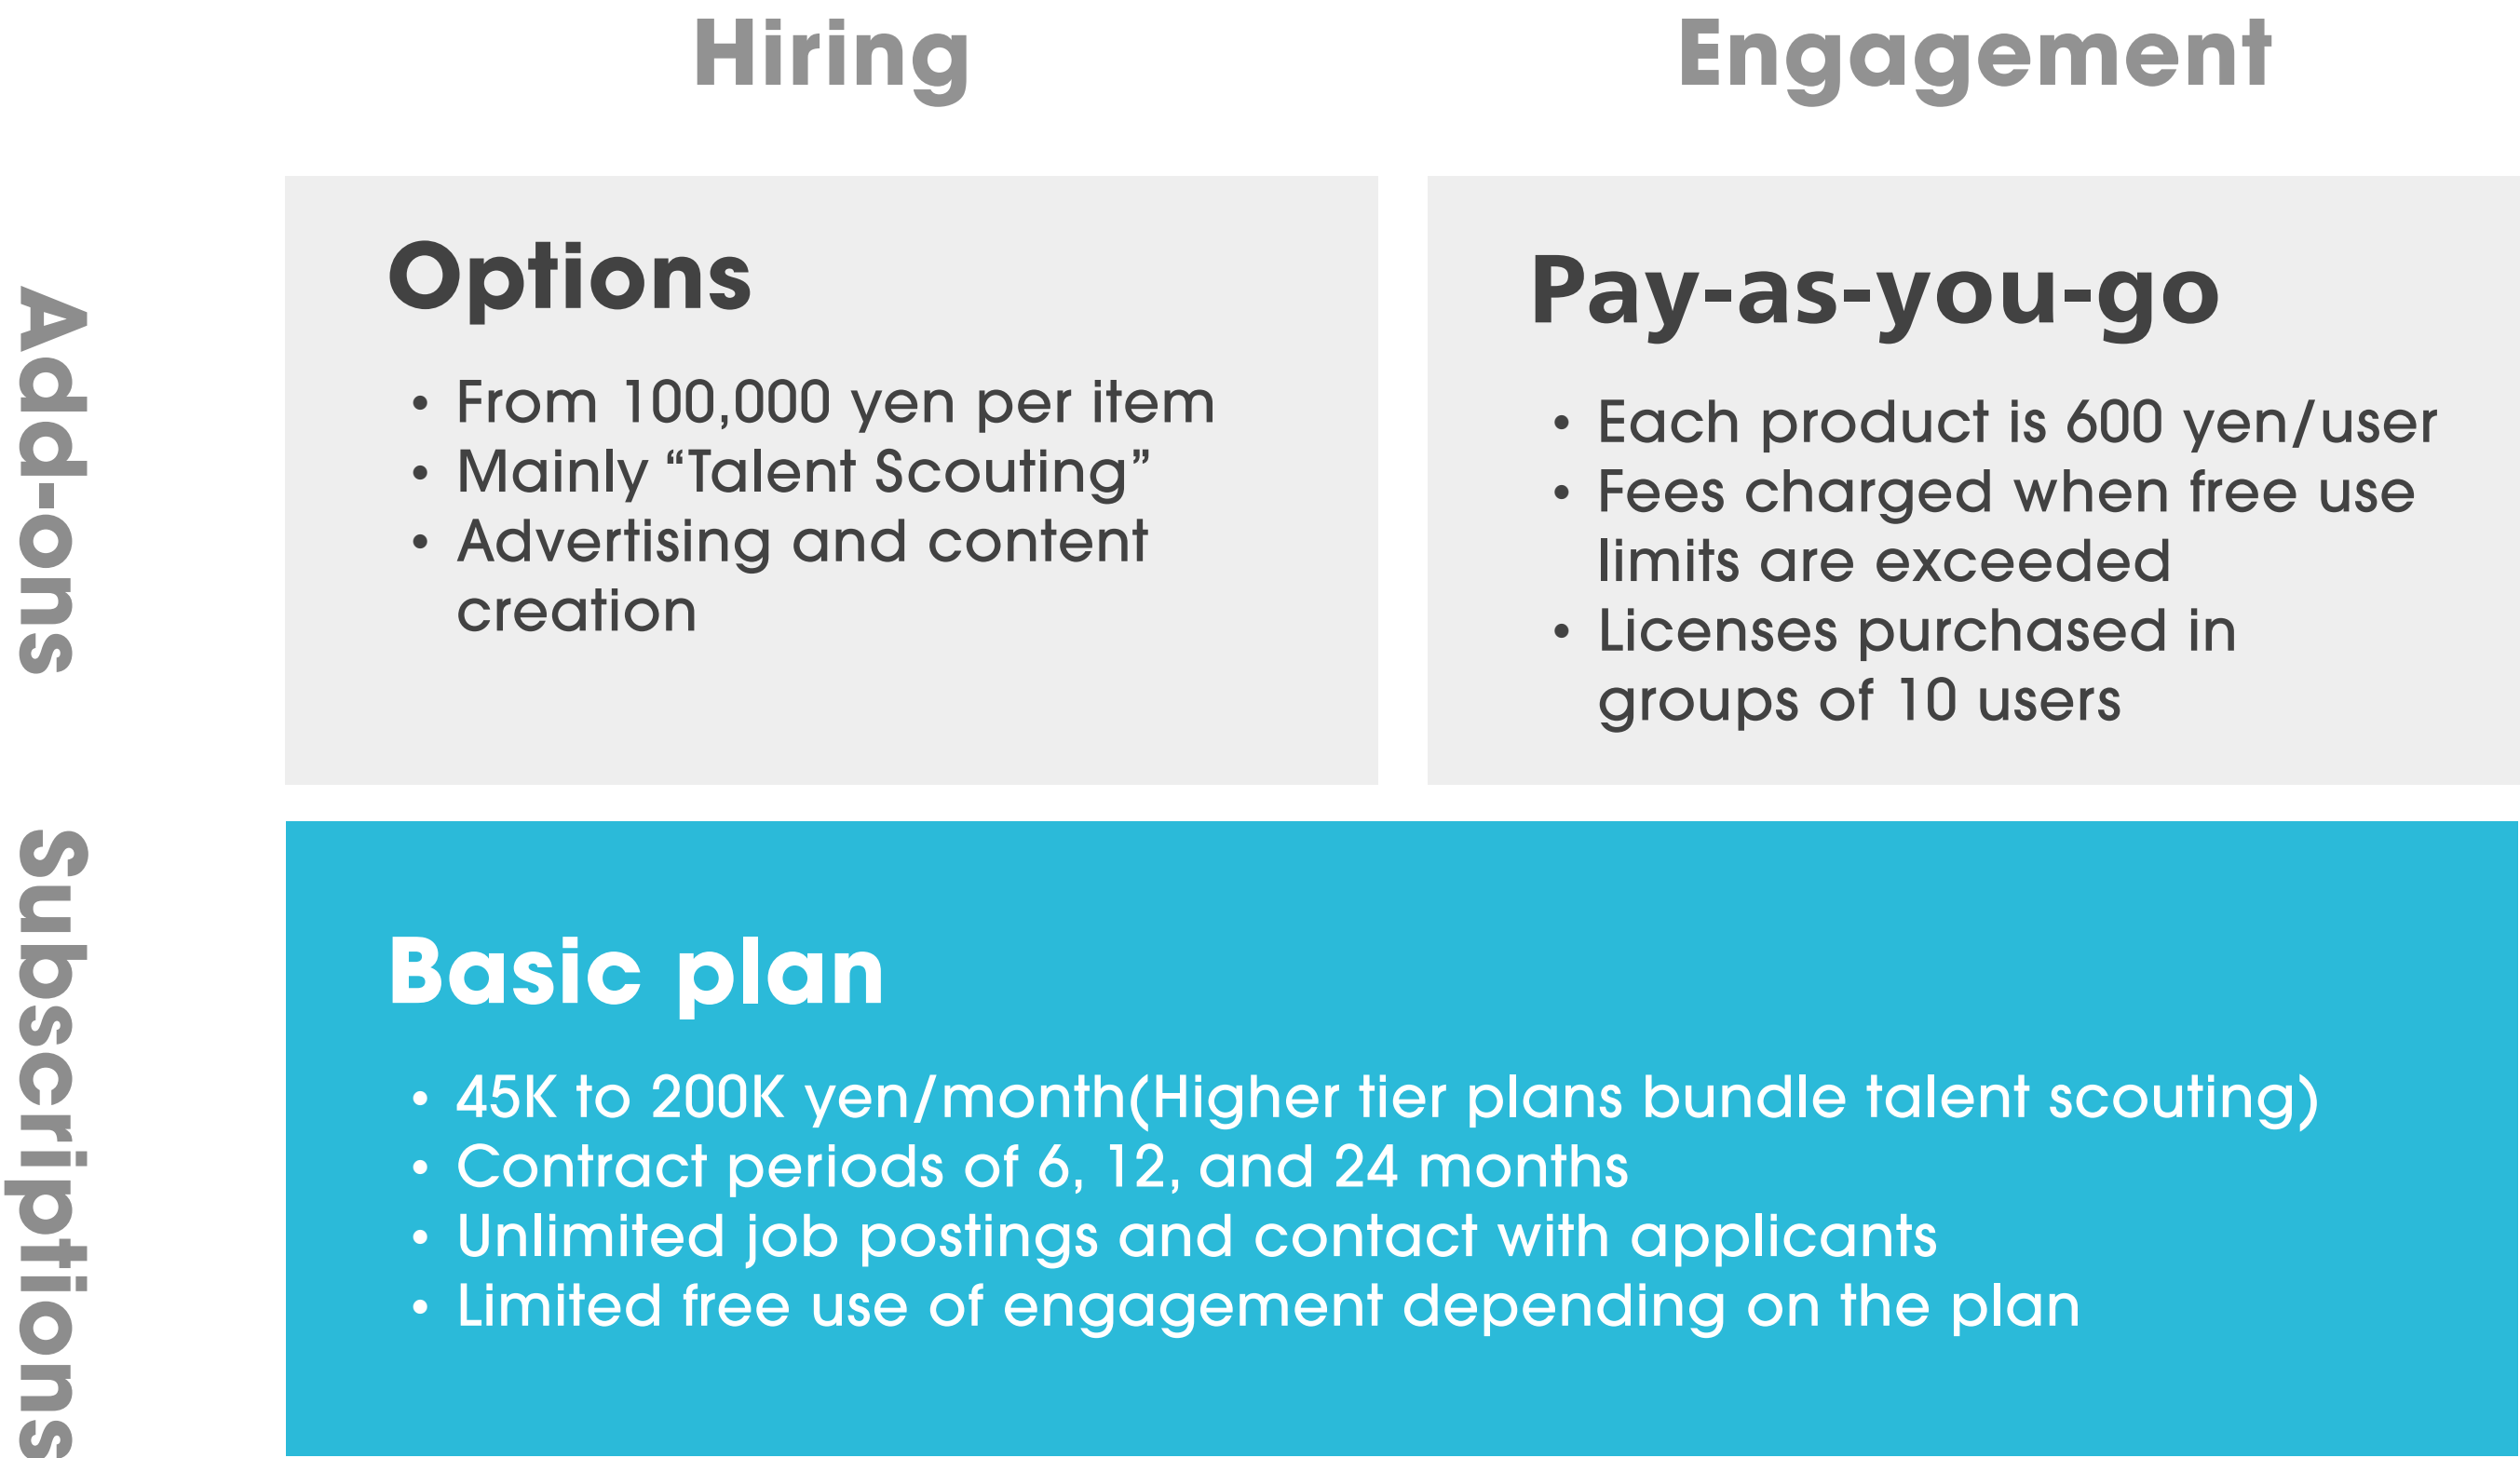 Hiring
Engagement
Add-ons
Options
• From 100,000 yen per item
• Mainly “Talent Scouting”
• Advertising and content
creation
Pay-as-you-go
• Each product is 600 yen/user
• Fees charged when free use
limits are exceeded
• Licenses purchased in
groups of 10 users
Subscriptions
Basic plan
• 45K to 200K yen/month(Higher tier plans bundle talent scouting)
• Contract periods of 6, 12, and 24 months
• Unlimited job postings and contact with applicants
• Limited free use of engagement depending on the plan